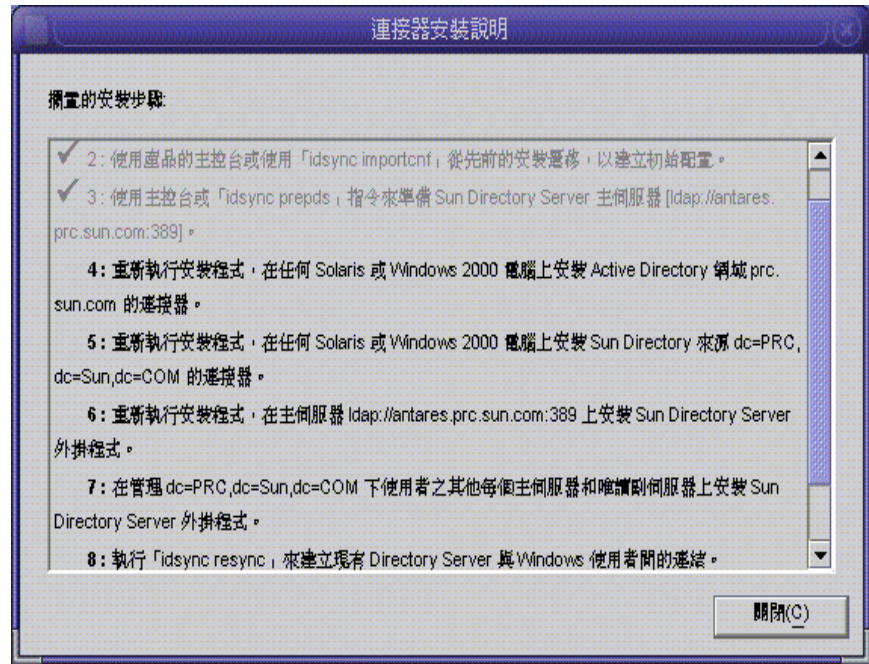 連接器安裝說明
擱置的安裝步驟:
2: 使用產品的主控台或使用「idsync importcnf」從先前的安裝遷移，以建立初始配置。
3: 使用主控台或「idsync prepds」指令來準備 Sun Directory Server 主伺服器 [ldap://antares.
prc.sun.com:389]。
4: 重新執行安裝程式，在任何 Solaris 或 Windows 2000 電腦上安裝 Active Directory 網域 prc.
sun.com 的連接器。
5: 重新執行安裝程式，在任何 Solaris 或 Windows 2000 電腦上安裝 Sun Directory 來源 dc=PRC,
dc=Sun,dc=COM 的連接器。
6: 重新執行安裝程式，在主伺服器 ldap://antares.prc.sun.com:389 上安裝 Sun Directory Server
外掛程式。
7: 在管理 dc=PRC,dc=Sun,dc=COM 下使用者之其他每個主伺服器和唯讀副伺服器上安裝 Sun
Directory Server 外掛程式。
8: 執行「idsync resync」來建立現有 Directory Server 與 Windows 使用者間的連結。
關閉(C)